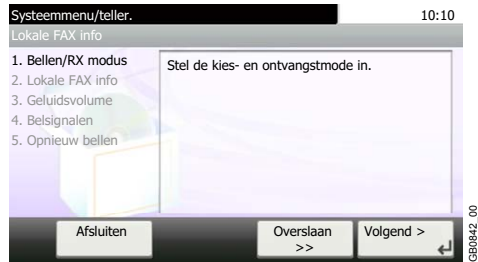 Systeemmenu/teller.
10:10
Lokale FAX info
1. Bellen/RX modus
2. Lokale FAX info
3. Geluidsvolume
4. Belsignalen
5. Opnieuw bellen
Stel de kies- en ontvangstmode in.
Afsluiten
Overslaan
>>
Volgend >
GB0842_00